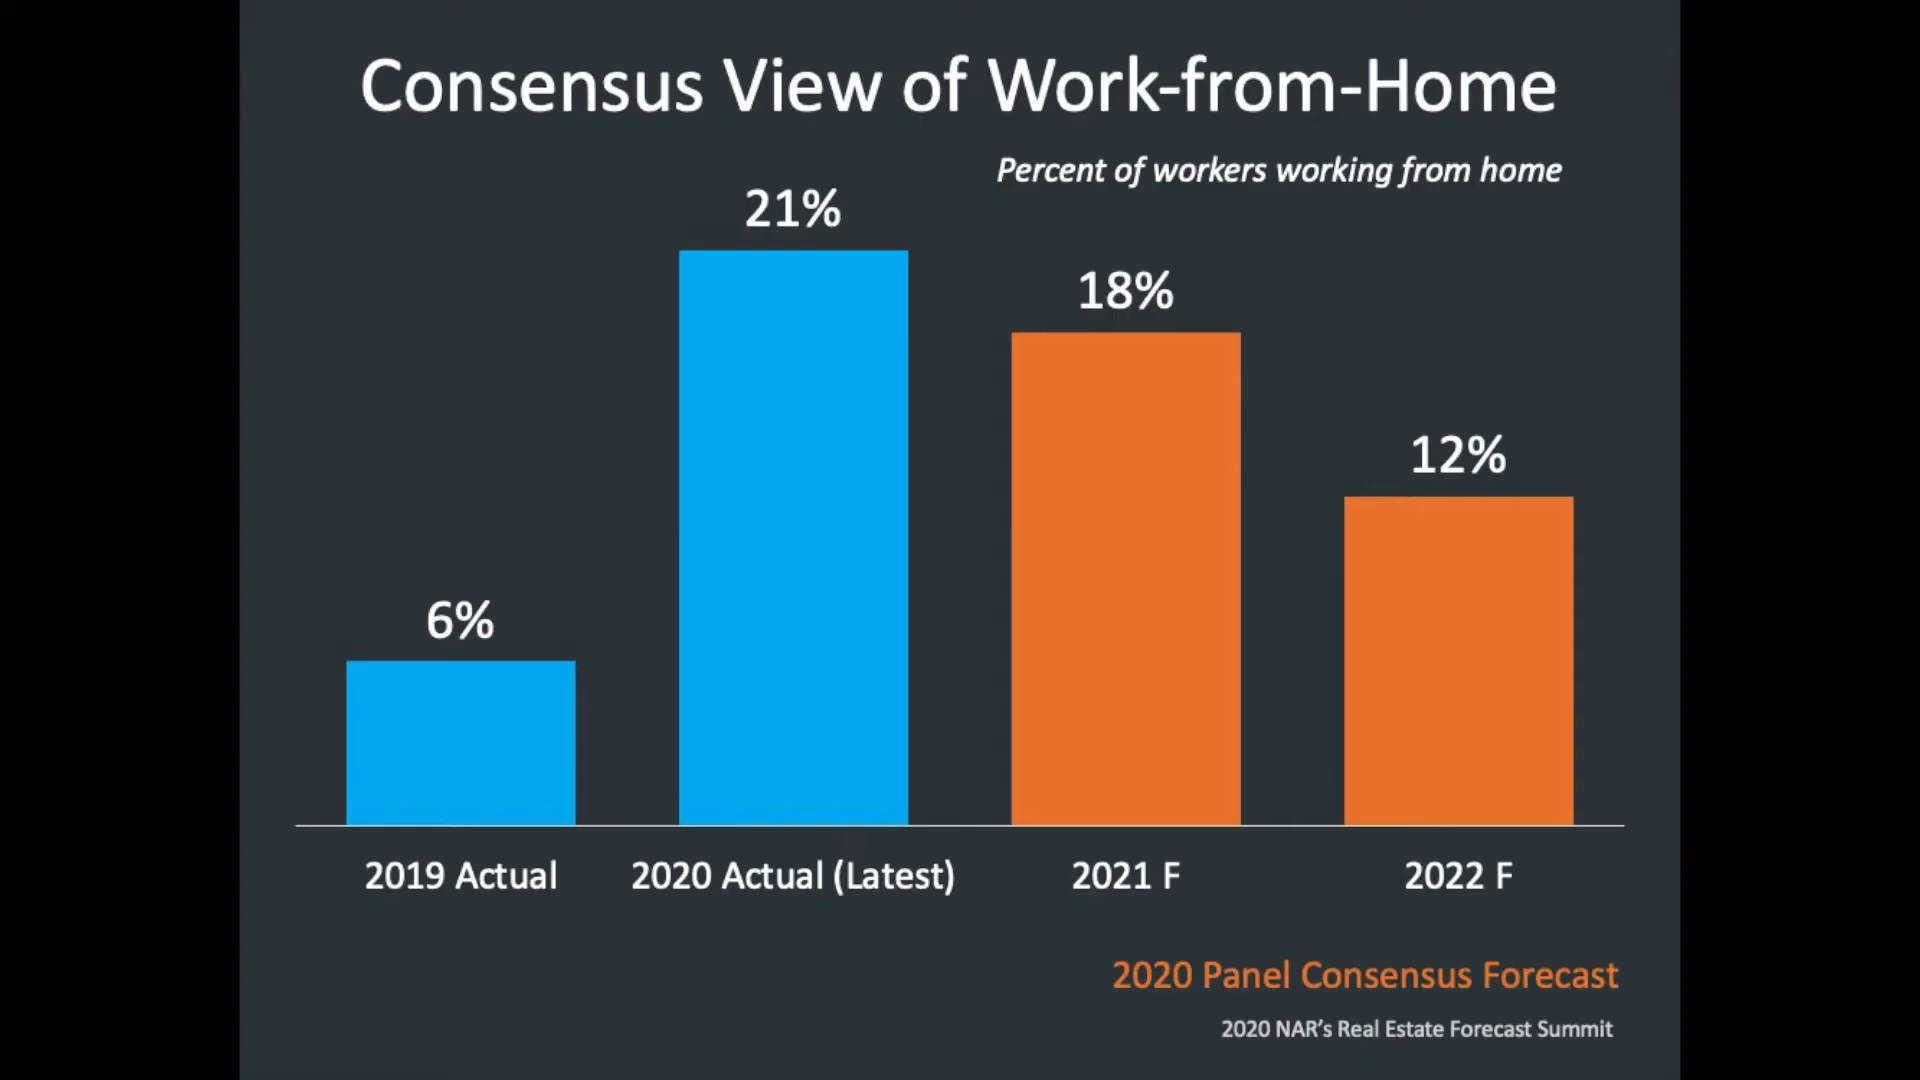 Consensus View of Work-from-Home
Percent of workers working from home
21%
18%
12%
6%
2019 Actual
2020 Actual (Latest)
2021 F
2022 F
2020 Panel Consensus Forecast
2020 NAR’s Real Estate Forecast Summit